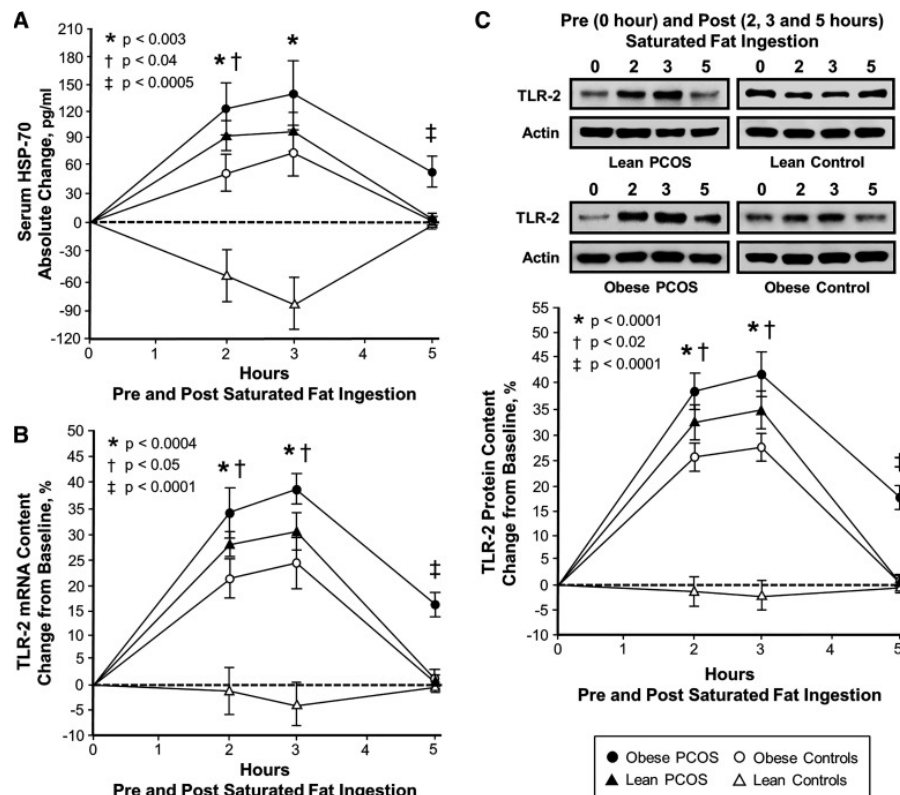 A
210
180
150
120
90
60
30
0
-30
-60
-90
-120
Serum HSP-70
Absolute Change, pg/ml
* p < 0.003
† p < 0.04
‡ p < 0.0005
* †
*
‡
0 1 2 3 4 5
Hours
Pre and Post Saturated Fat Ingestion
B
50
45
40
35
30
25
20
15
10
5
0
-5
-10
TLR-2 mRNA Content
Change from Baseline, %
* p < 0.0004
† p < 0.05
‡ p < 0.0001
* †
* †
‡
0 1 2 3 4 5
Hours
Pre and Post Saturated Fat Ingestion
C
Pre (0 hour) and Post (2, 3 and 5 hours)
Saturated Fat Ingestion
0 2 3 5 0 2 3 5
TLR-2
Actin
Lean PCOS Lean Control
0 2 3 5 0 2 3 5
TLR-2
Actin
Obese PCOS Obese Control
55
50
45
40
35
30
25
20
15
10
5
0
-5
-10
TLR-2 Protein Content
Change from Baseline, %
* p < 0.0001
† p < 0.02
‡ p < 0.0001
* †
* †
‡
0 1 2 3 4 5
Hours
Pre and Post Saturated Fat Ingestion
Obese PCOS Obese Controls
Lean PCOS Lean Controls